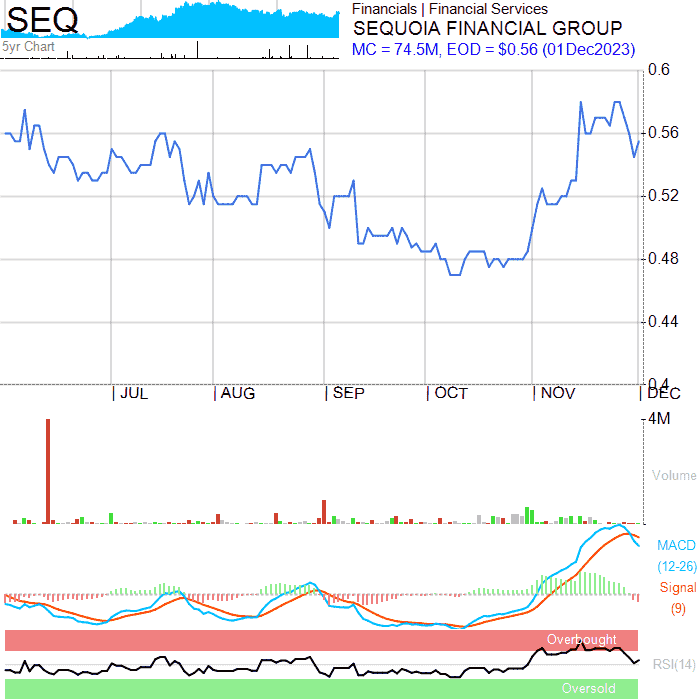 SEQ
5yr Chart
Financials | Financial Services
SEQUOIA FINANCIAL GROUP
MC = 74.5M, EOD = $0.56 (01Dec2023)
0.6
0.56
0.52
0.48
0.44
0.4
JUL
AUG
SEP
OCT
NOV
DEC
4M
Volume
MACD
(12-26)
Signal
(9)
Overbought
RSI(14)
Oversold